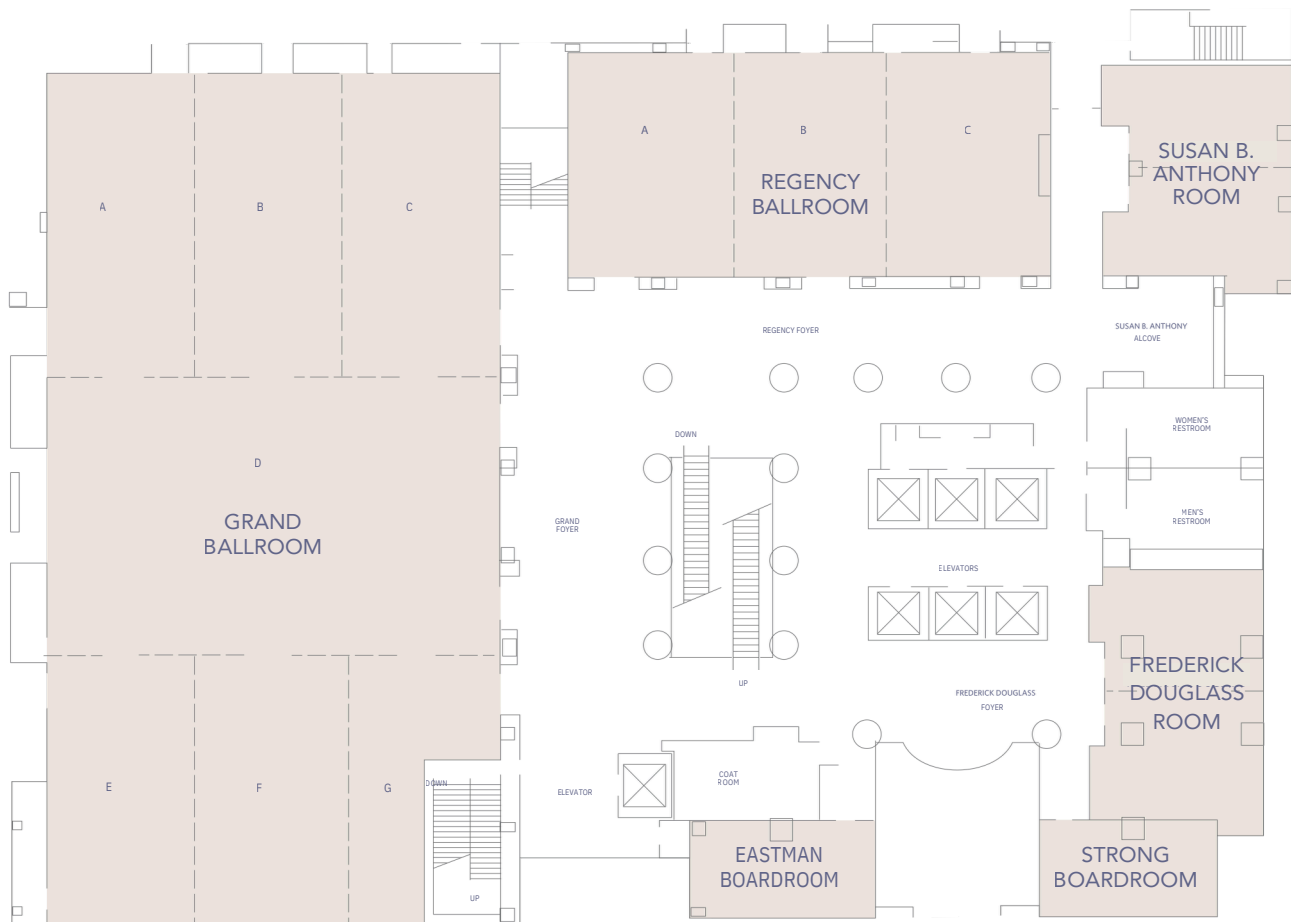 A
B
C
SUSAN B.
ANTHONY
ROOM
REGENCY
BALLROOM
A
B
C
REGENCY FOYER
SUSAN B. ANTHONY
ALCOVE
WOMEN'S
RESTROOM
DOWN
D
GRAND
BALLROOM
GRAND
FOYER
MEN'S
RESTROOM
ELEVATORS
FREDERICK
DOUGLASS
ROOM
UP
FREDERICK DOUGLASS
FOYER
E
F
G
DOWN
ELEVATOR
COAT
ROOM
EASTMAN
BOARDROOM
STRONG
BOARDROOM
UP